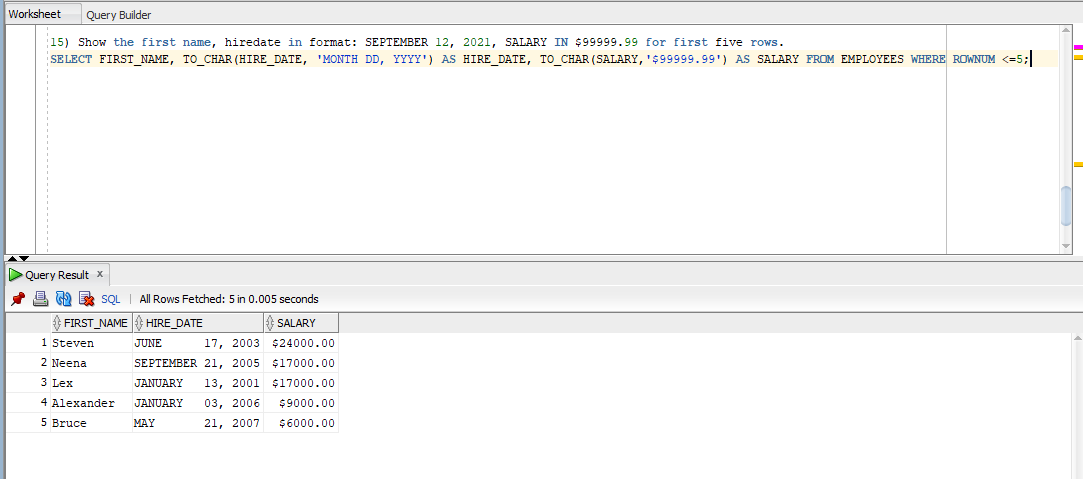 Worksheet Query Builder
15) Show the first name, hiredate in format: SEPTEMBER 12, 2021, SALARY IN $99999.99 for first five rows.
SELECT FIRST_NAME, TO_CHAR(HIRE_DATE, 'MONTH DD, YYYY') AS HIRE_DATE, TO_CHAR(SALARY,'$99999.99') AS SALARY FROM EMPLOYEES WHERE ROWNUM <=5;
Query Result x
SQL | All Rows Fetched: 5 in 0.005 seconds
FIRST_NAME HIRE_DATE SALARY
1 Steven JUNE 17, 2003 $24000.00
2 Neena SEPTEMBER 21, 2005 $17000.00
3 Lex JANUARY 13, 2001 $17000.00
4 Alexander JANUARY 03, 2006 $9000.00
5 Bruce MAY 21, 2007 $6000.00